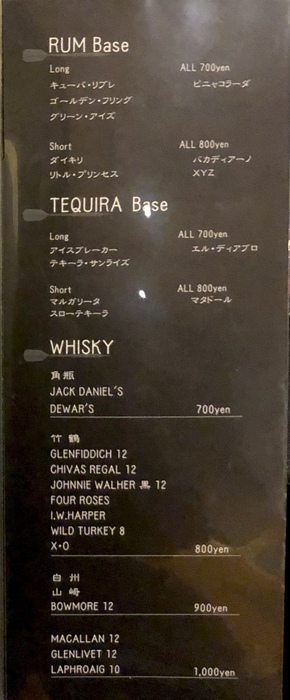 RUM Base
Long ALL 700yen
キューバ・リブレ ピニャコラーダ
ゴールデン・フリング
グリーン・アイズ
Short ALL 800yen
ダイキリ バカディアーノ
リトル・プリンセス XYZ
TEQUIRA Base
Long ALL 700yen
アイスブレーカー エル・ディアブロ
テキーラ・サンライズ
Short ALL 800yen
マルガリータ マタドール
スローテキーラ
WHISKY
角瓶
JACK DANIEL'S
DEWAR'S 700yen
竹鶴
GLENFIDDICH 12
CHIVAS REGAL 12
JOHNNIE WALHER 黒 12
FOUR ROSES
I.W.HARPER
WILD TURKEY 8
X・O 800yen
白州
山崎
BOWMORE 12 900yen
MACALLAN 12
GLENLIVET 12
LAPHROAIG 10 1,000yen